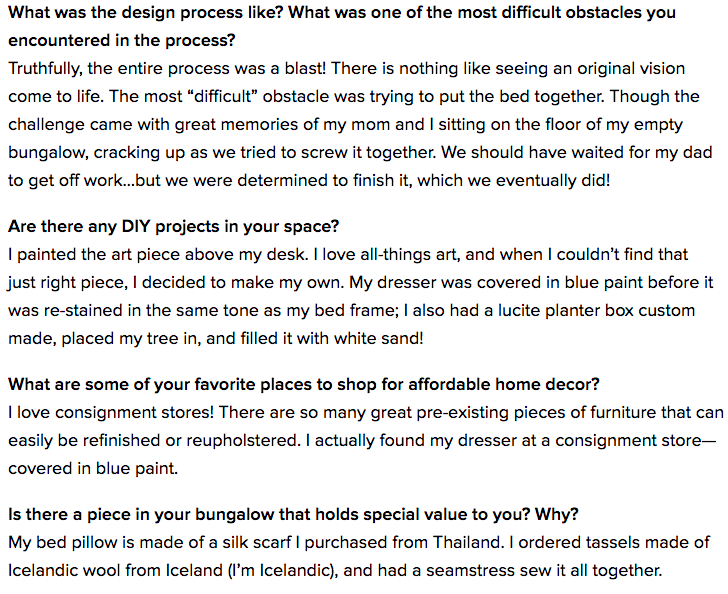 What was the design process like? What was one of the most difficult obstacles you
encountered in the process?
Truthfully, the entire process was a blast! There is nothing like seeing an original vision
come to life. The most “difficult” obstacle was trying to put the bed together. Though the
challenge came with great memories of my mom and I sitting on the floor of my empty
bungalow, cracking up as we tried to screw it together. We should have waited for my dad
to get off work...but we were determined to finish it, which we eventually did!
Are there any DIY projects in your space?
I painted the art piece above my desk. I love all-things art, and when I couldn’t find that
just right piece, I decided to make my own. My dresser was covered in blue paint before it
was re-stained in the same tone as my bed frame; I also had a lucite planter box custom
made, placed my tree in, and filled it with white sand!
What are some of your favorite places to shop for affordable home decor?
I love consignment stores! There are so many great pre-existing pieces of furniture that can
easily be refinished or reupholstered. I actually found my dresser at a consignment store—
covered in blue paint.
Is there a piece in your bungalow that holds special value to you? Why?
My bed pillow is made of a silk scarf I purchased from Thailand. I ordered tassels made of
Icelandic wool from Iceland (I’m Icelandic), and had a seamstress sew it all together.